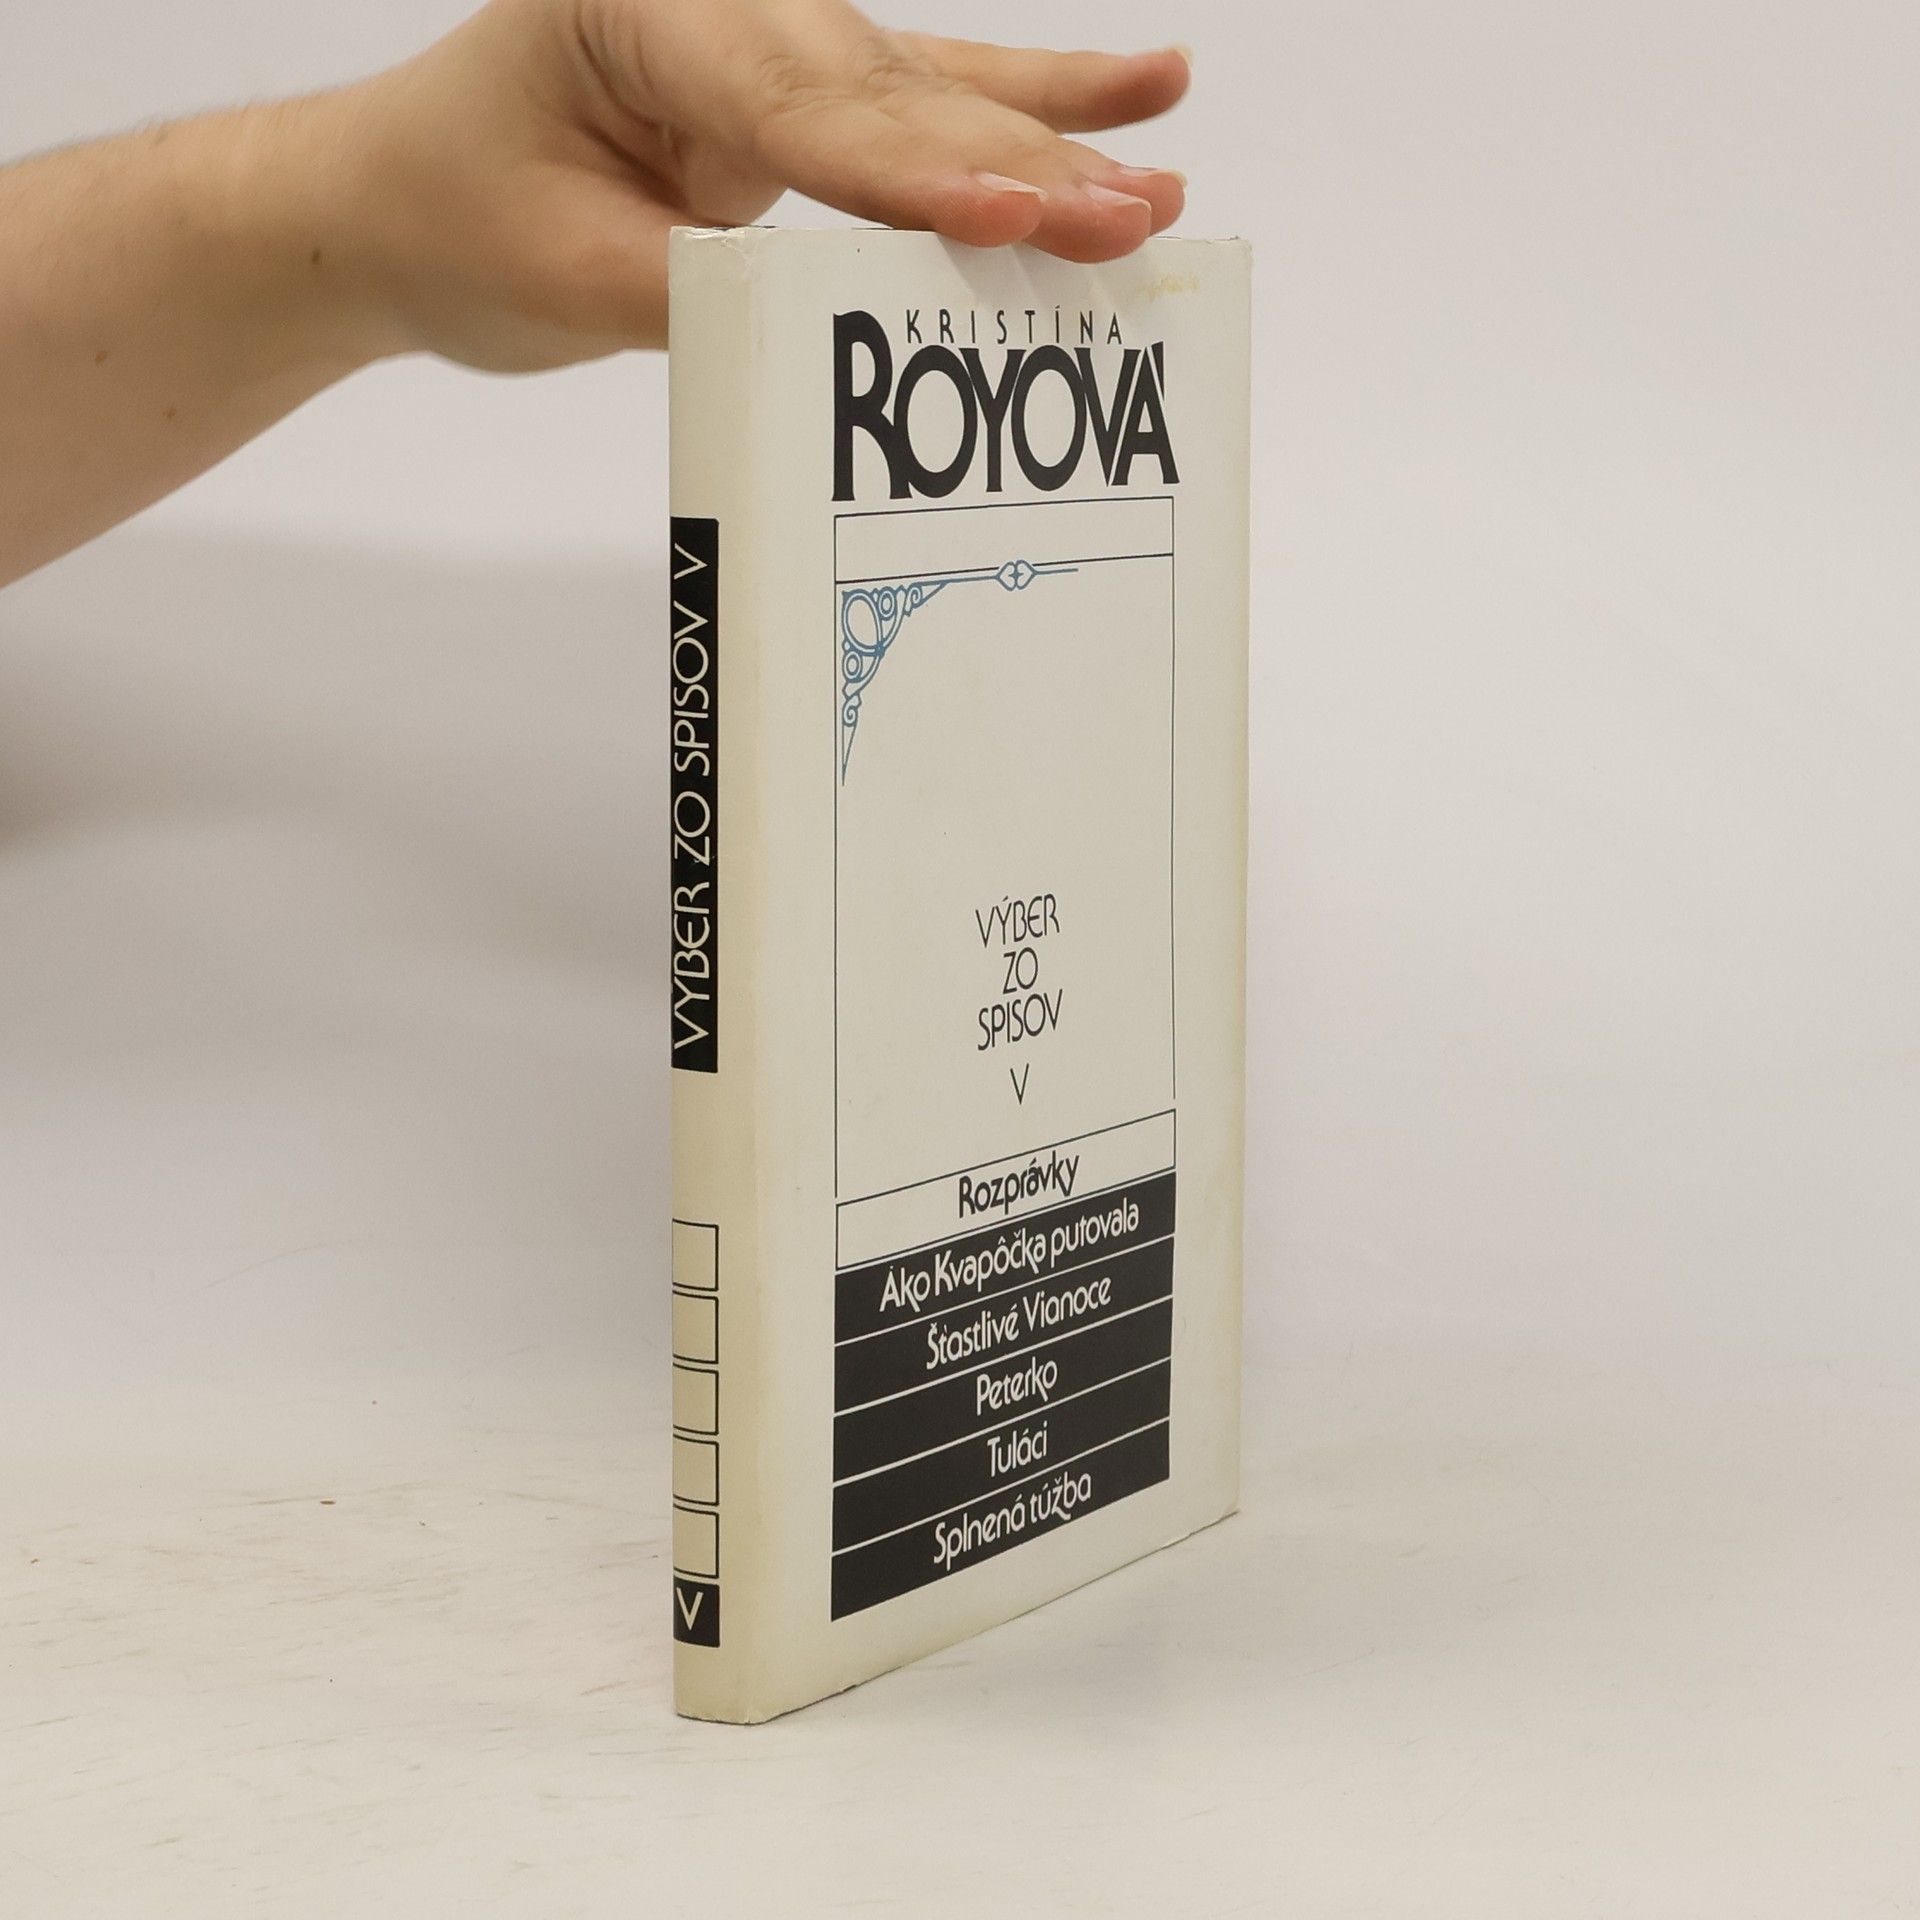 KRISTÍNA
ROYOVÁ
VÝBER
ZO
SPISOV
V
Rozprávky
Ako Kvapôčka putovala
Šťastlivé Vianoce
Peterko
Tuláci
Splnená túžba
VÝBER ZO SPISOV V
V